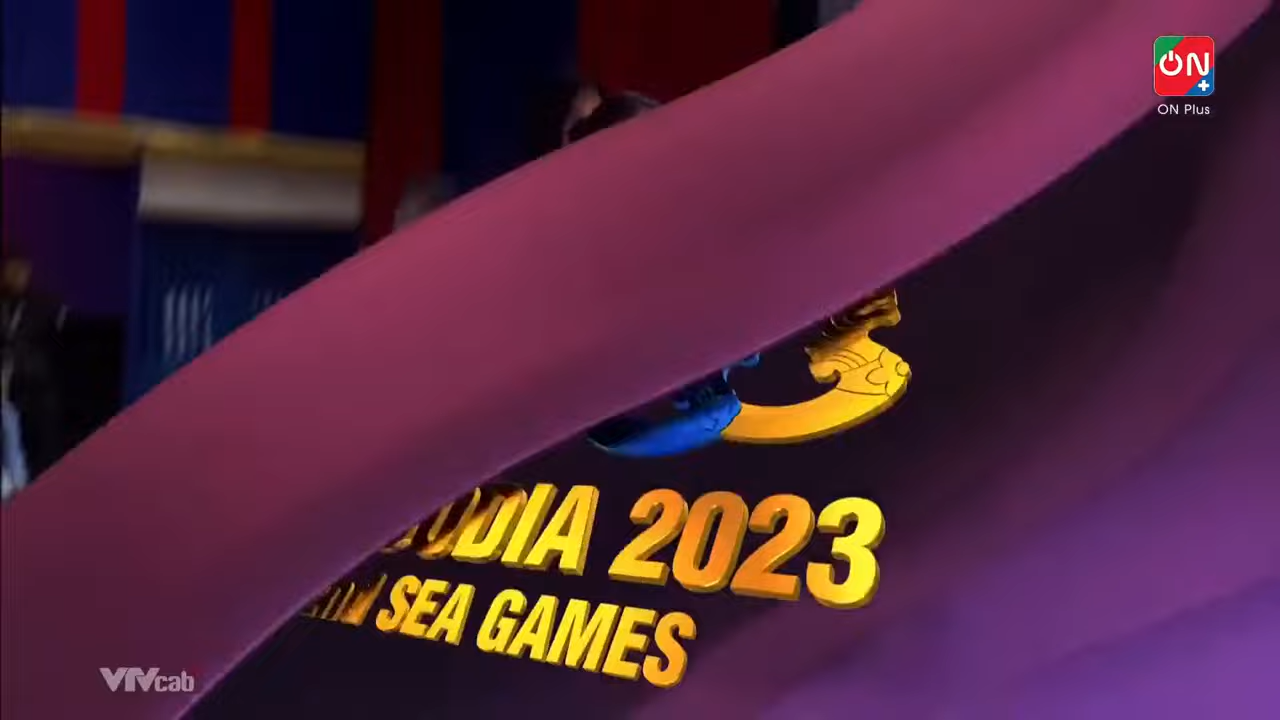 ON
ON Plus
2023
SEA GAMES
VTVcab